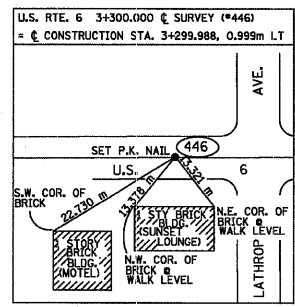 U.S. RTE. 6 3+300.000 ℄ SURVEY (*446)
= ℄ CONSTRUCTION STA. 3+299.988, 0.999m LT
AVE.
SET P.K. NAIL
446
U.S.
6
S.W. COR. OF
BRICK
22.730 m
13.378 m
13.321 m
1 STORY
BRICK
BLDG.
(MOTEL)
STY BRICK
BLDG.
(SUNSET
LOUNGE)
N.E. COR. OF
BRICK @
WALK LEVEL
N.W. COR. OF
BRICK @
WALK LEVEL
LATHROP